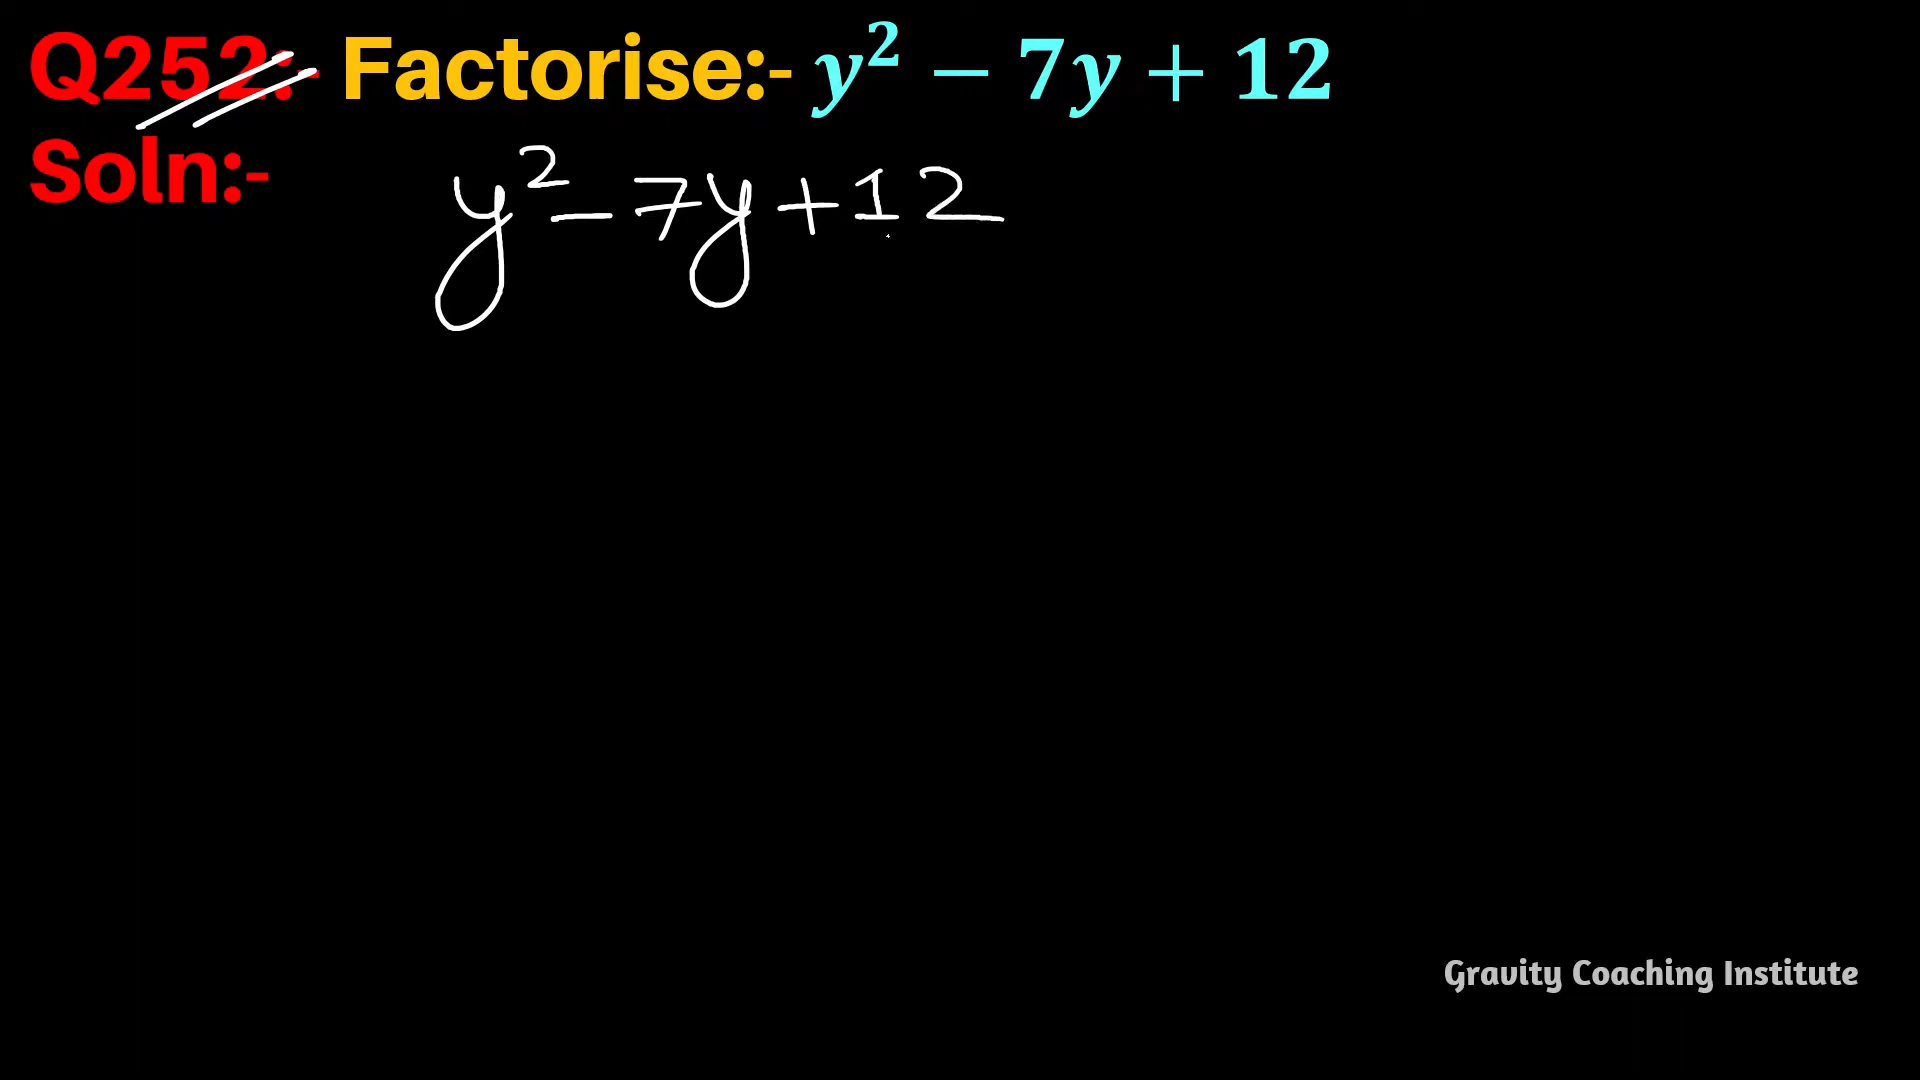 Q252:- Factorise:- y² − 7y + 12
Soln:- y² − 7y + 12
Gravity Coaching Institute